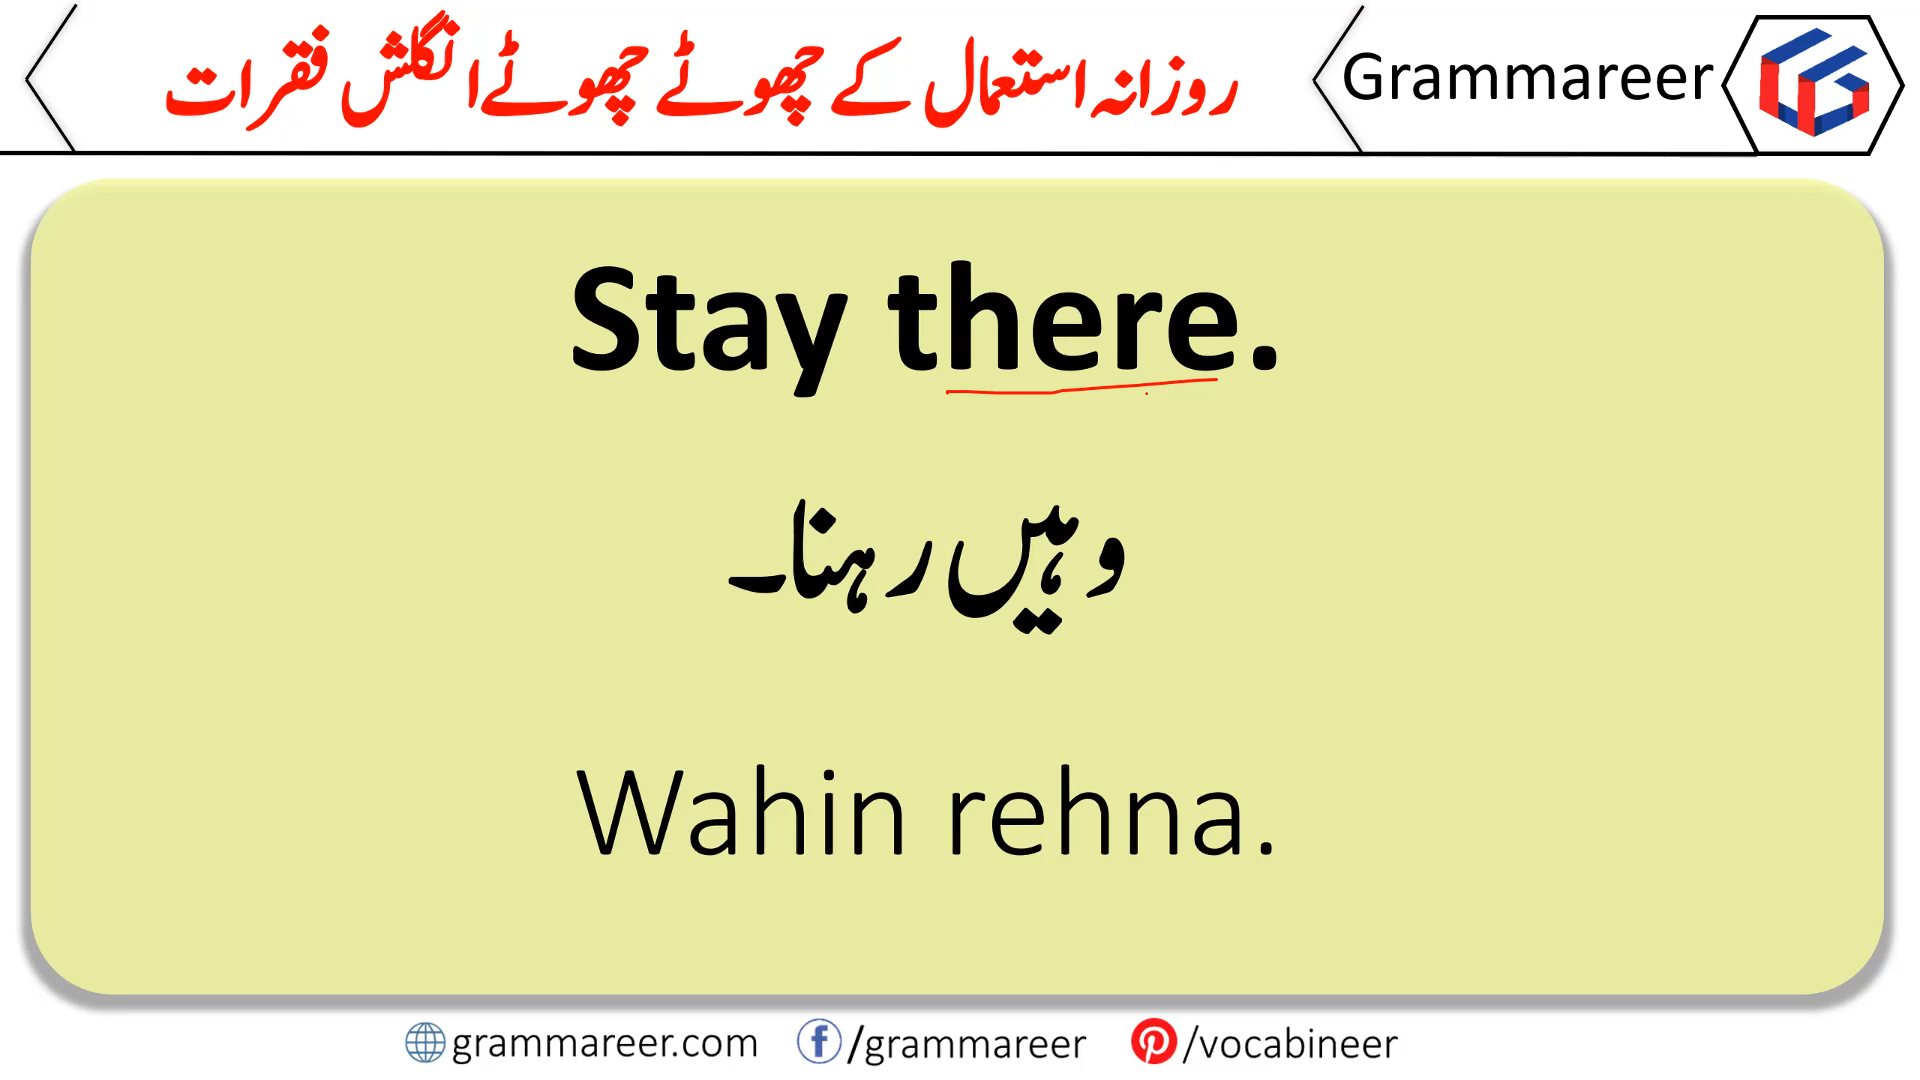 روزانہ استعمال کے چھوٹے چھوٹے انگلش فقرات
Grammareer
Stay there.
وہیں رہنا۔
Wahin rehna.
grammareer.com /grammareer /vocabineer